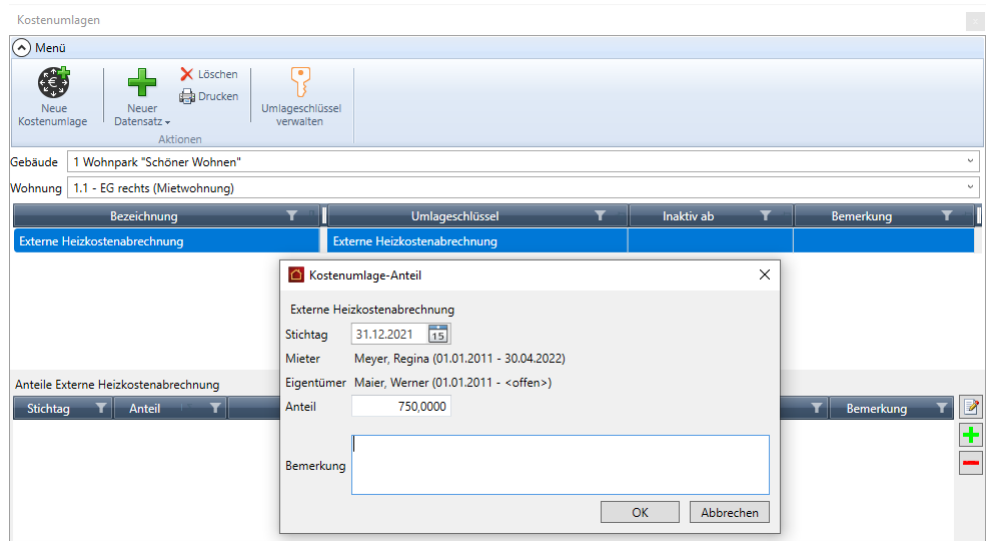 Kostenumlagen
Menü
Neue Kostenumlage
Neuer Datensatz
Löschen
Drucken
Umlageschlüssel verwalten
Aktionen
Gebäude 1 Wohnpark "Schöner Wohnen"
Wohnung 1.1 - EG rechts (Mietwohnung)
Bezeichnung Umlageschlüssel Inaktiv ab Bemerkung
Externe Heizkostenabrechnung Externe Heizkostenabrechnung
Kostenumlage-Anteil
Externe Heizkostenabrechnung
Stichtag 31.12.2021 15
Mieter Meyer, Regina (01.01.2011 - 30.04.2022)
Eigentümer Maier, Werner (01.01.2011 - <offen>)
Anteil 750,0000
Bemerkung
OK Abbrechen
Anteile Externe Heizkostenabrechnung
Stichtag Anteil Bemerkung